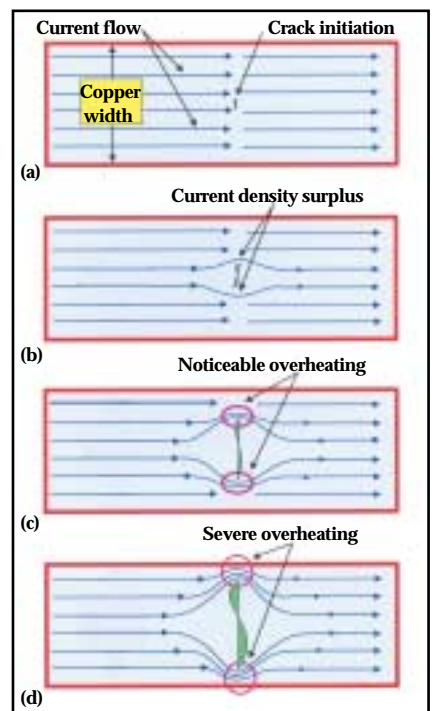 Current flow
Crack initiation
Copper
width
(a)
Current density surplus
(b)
Noticeable overheating
(c)
Severe overheating
(d)